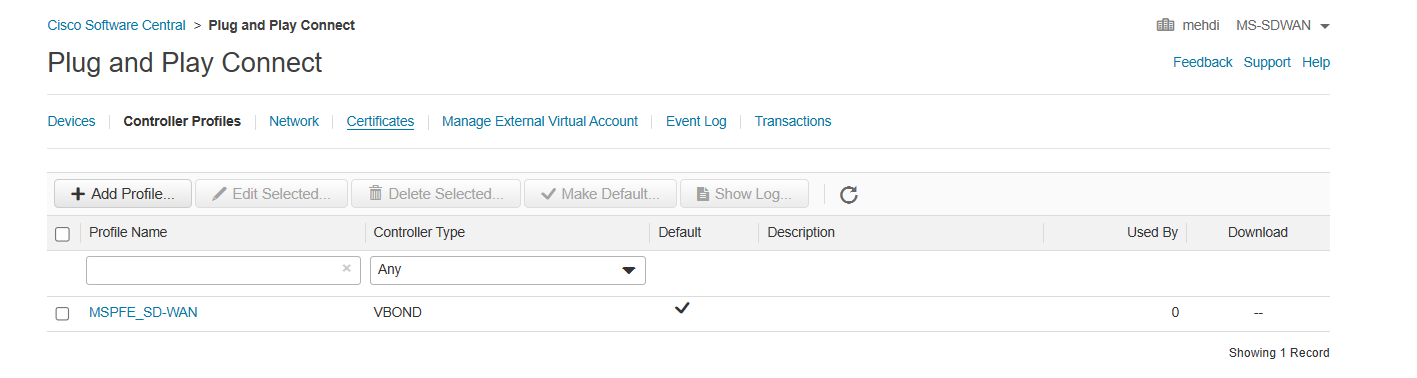 Cisco Software Central > Plug and Play Connect
mehdi MS-SDWAN
Plug and Play Connect
Feedback Support Help
Devices Controller Profiles Network Certificates Manage External Virtual Account Event Log Transactions
Add Profile... Edit Selected... Delete Selected... Make Default... Show Log...
Profile Name Controller Type Default Description Used By Download
Any
MSPFE_SD-WAN VBOND 0 --
Showing 1 Record